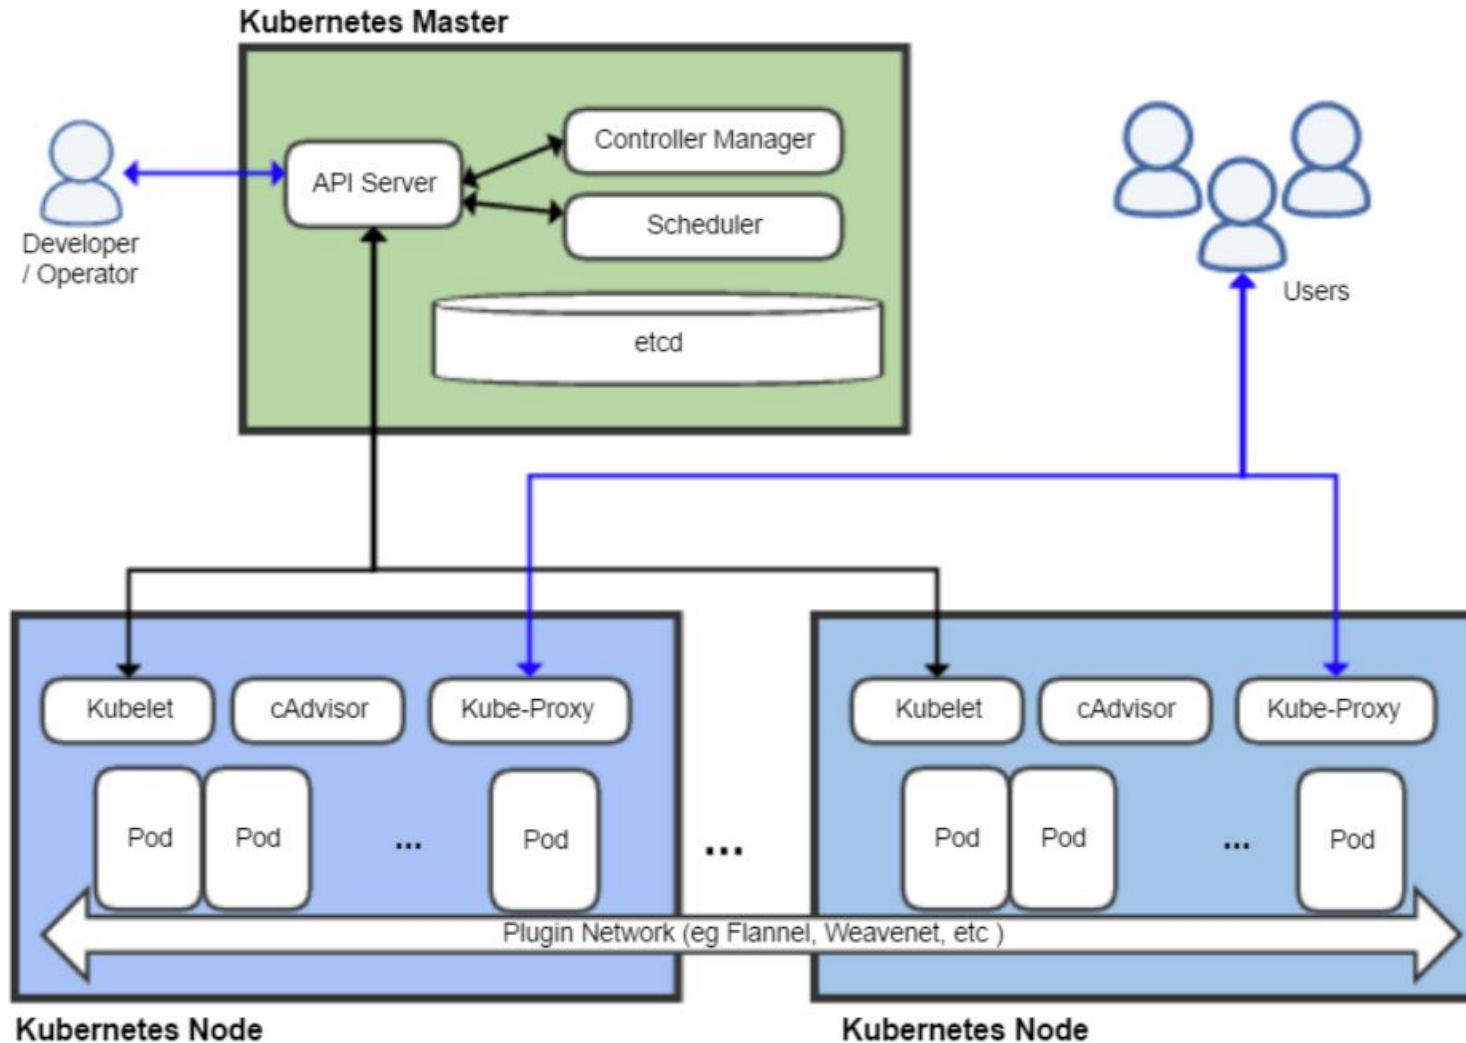 Kubernetes Master
Controller Manager
API Server
Scheduler
Developer
/ Operator
Users
etcd
Kubelet
cAdvisor
Kube-Proxy
Kubelet
cAdvisor
Kube-Proxy
Pod
Pod
...
Pod
...
Pod
Pod
...
Pod
Plugin Network (eg Flannel, Weavenet, etc )
Kubernetes Node
Kubernetes Node